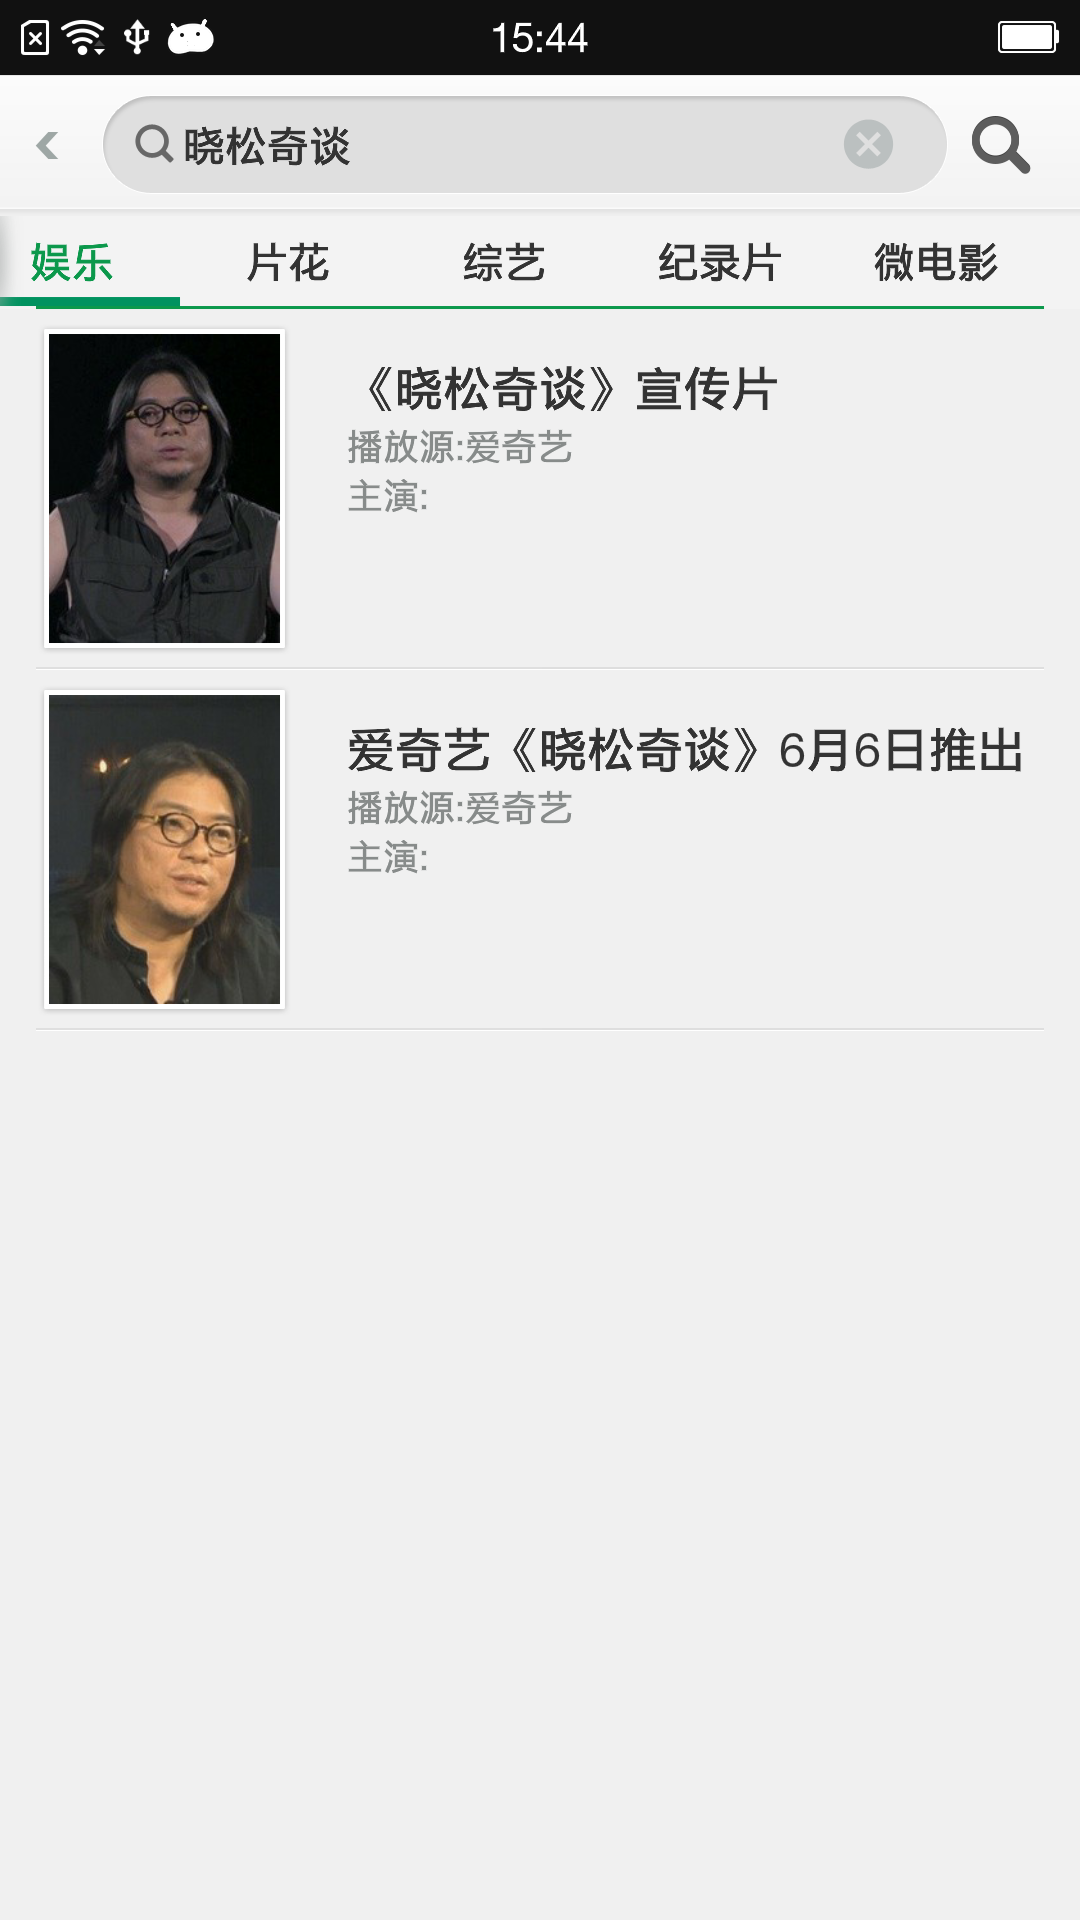 15:44
晓松奇谈
娱乐 片花 综艺 纪录片 微电影
《晓松奇谈》宣传片
播放源:爱奇艺
主演:
爱奇艺《晓松奇谈》6月6日推出
播放源:爱奇艺
主演: